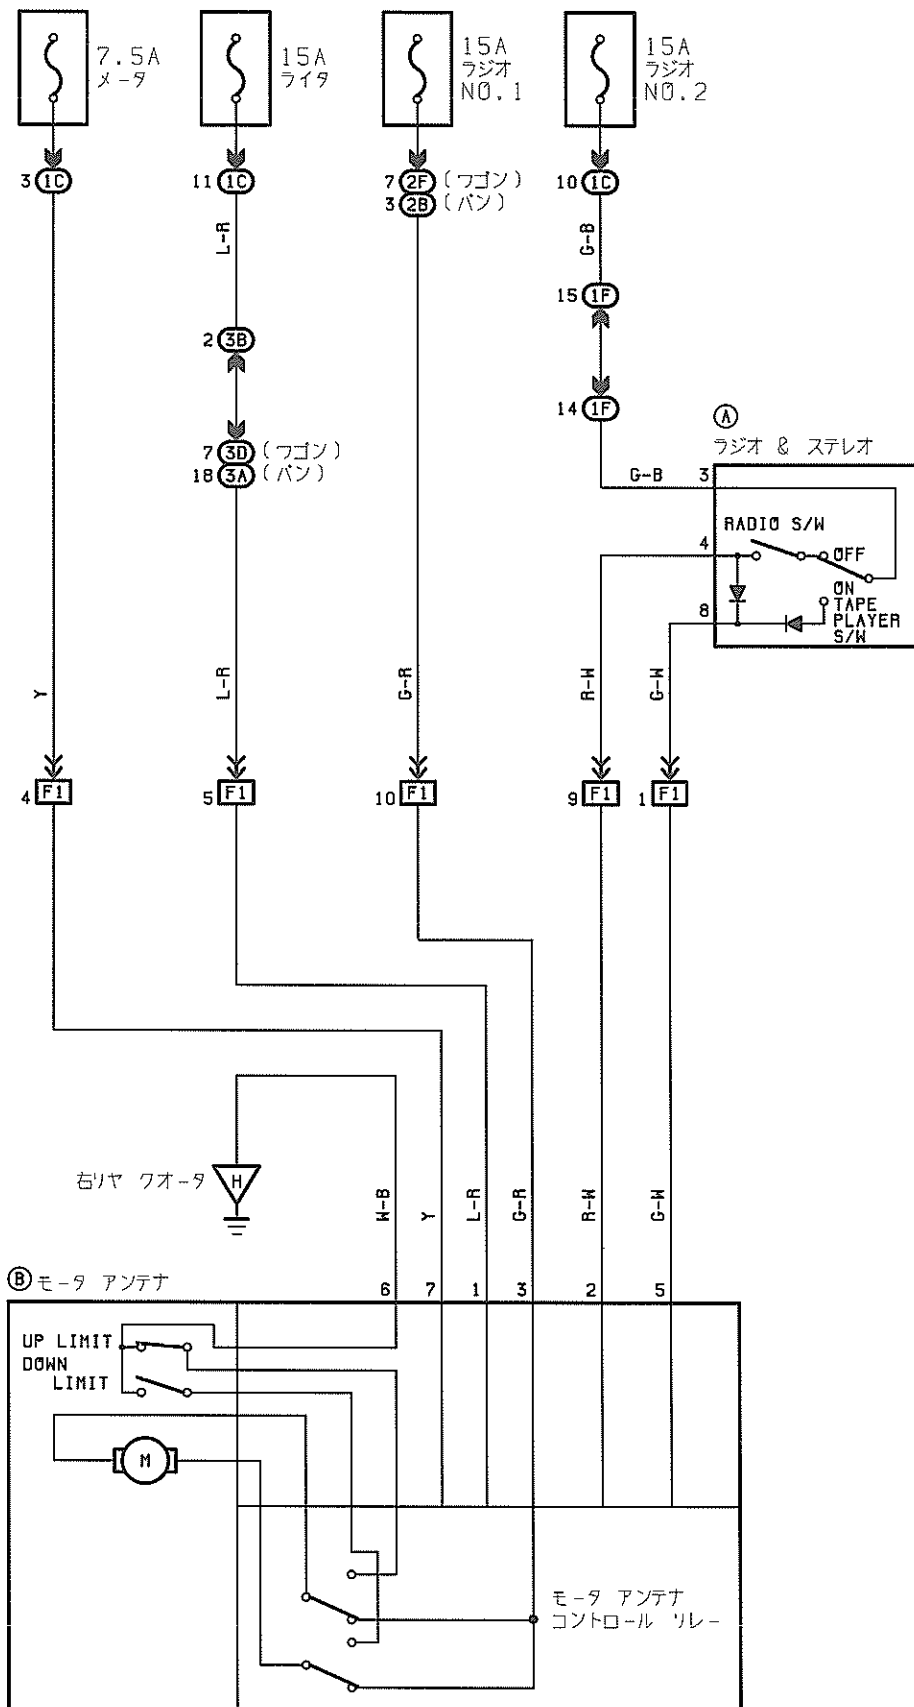 7.5A
メータ
15A
ライタ
15A
ラジオ
NO.1
15A
ラジオ
NO.2
3 1C
11 1C
7 2F (ワゴン)
3 2B (バン)
10 1C
L-R
G-B
15 1F
2 3B
14 1F
A
ラジオ & ステレオ
7 3D (ワゴン)
18 3A (バン)
G-B 3
RADIO S/W
4
OFF
ON
TAPE
PLAYER
S/W
8
Y
L-R
G-R
R-W
G-W
4 F1
5 F1
10 F1
9 F1
1 F1
右リヤ クオータ
H
W-B
Y
L-R
G-R
R-W
G-W
B モータ アンテナ
6 7 1 3 2 5
UP LIMIT
DOWN
LIMIT
M
モータ アンテナ
コントロール リレー